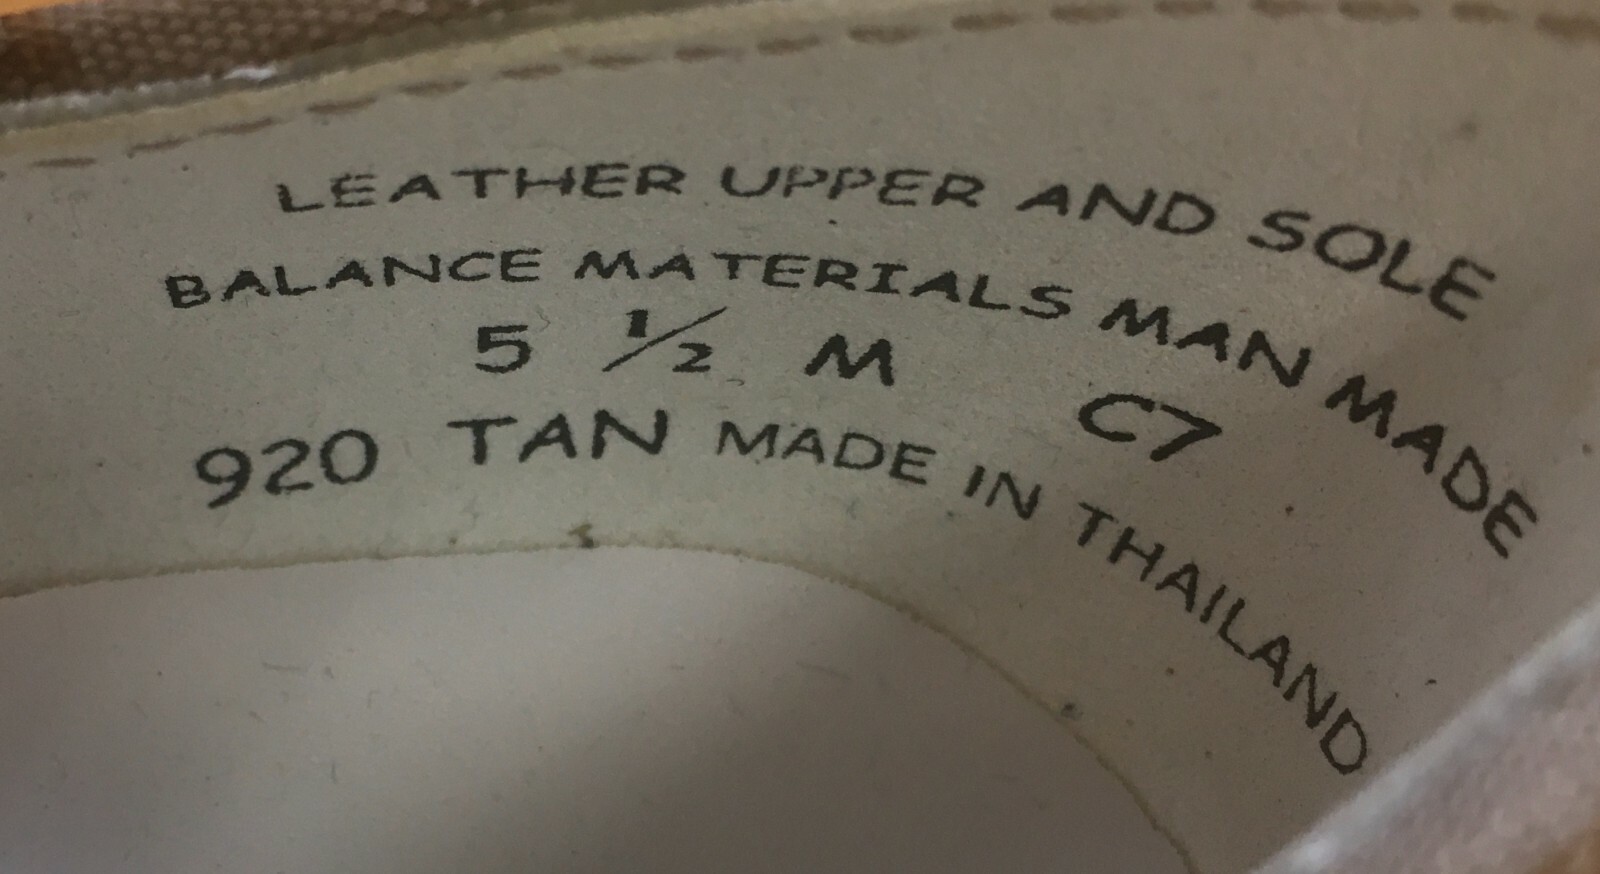 LEATHER UPPER AND SOLE
BALANCE MATERIALS MAN MADE
5 ½ M C7
920 TAN MADE IN THAILAND